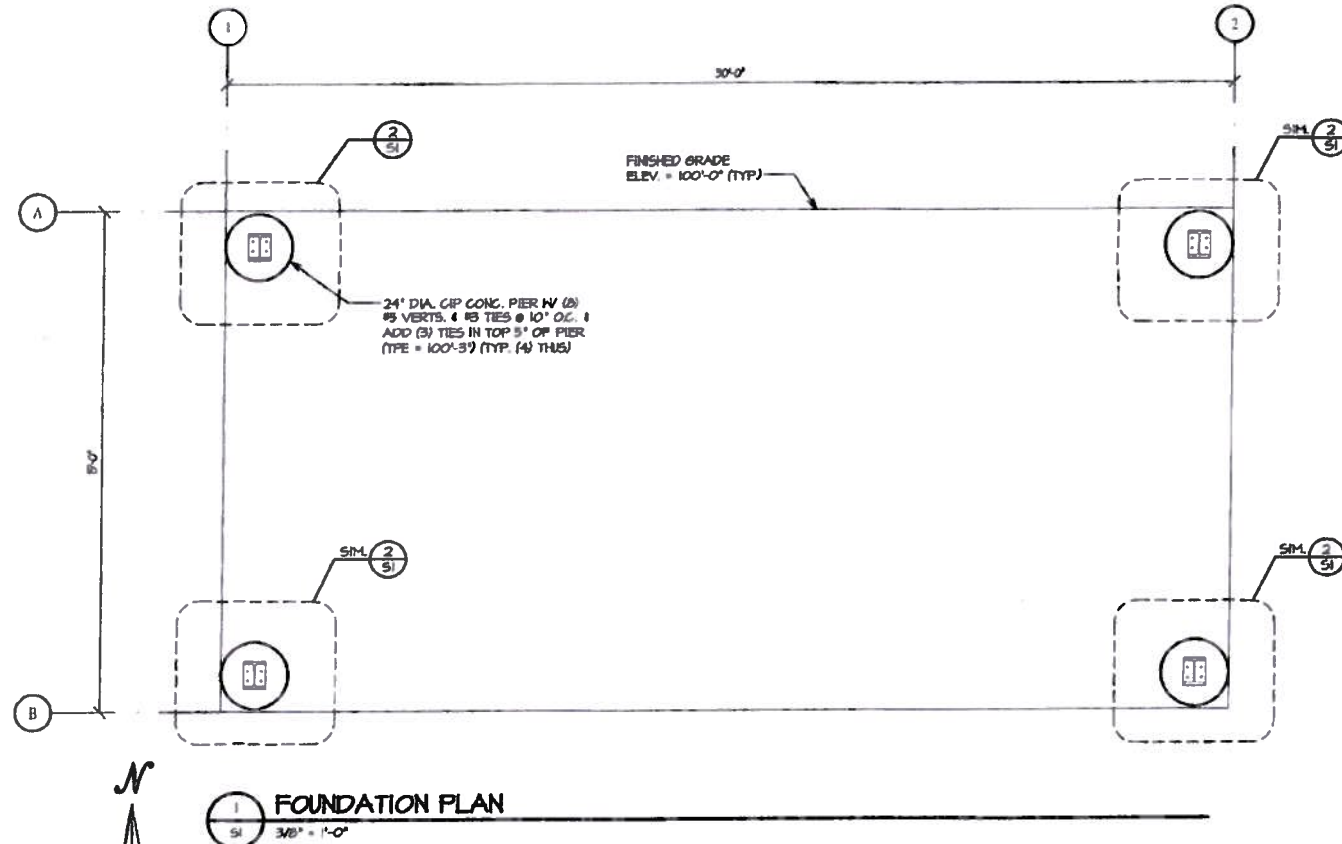 1
2
30'-0"
2
S1
SIM. 2
S1
FINISHED GRADE
ELEV. = 100'-0" (TYP.)
A
24" DIA. CIP CONC. PIER W/ (8)
#5 VERTS. & #3 TIES @ 10" O.C. &
ADD (3) TIES IN TOP 5" OF PIER
(TPE = 100'-3") (TYP. (4) THUS)
15'-0"
SIM. 2
S1
SIM. 2
S1
B
N
1
S1
FOUNDATION PLAN
3/8" = 1'-0"